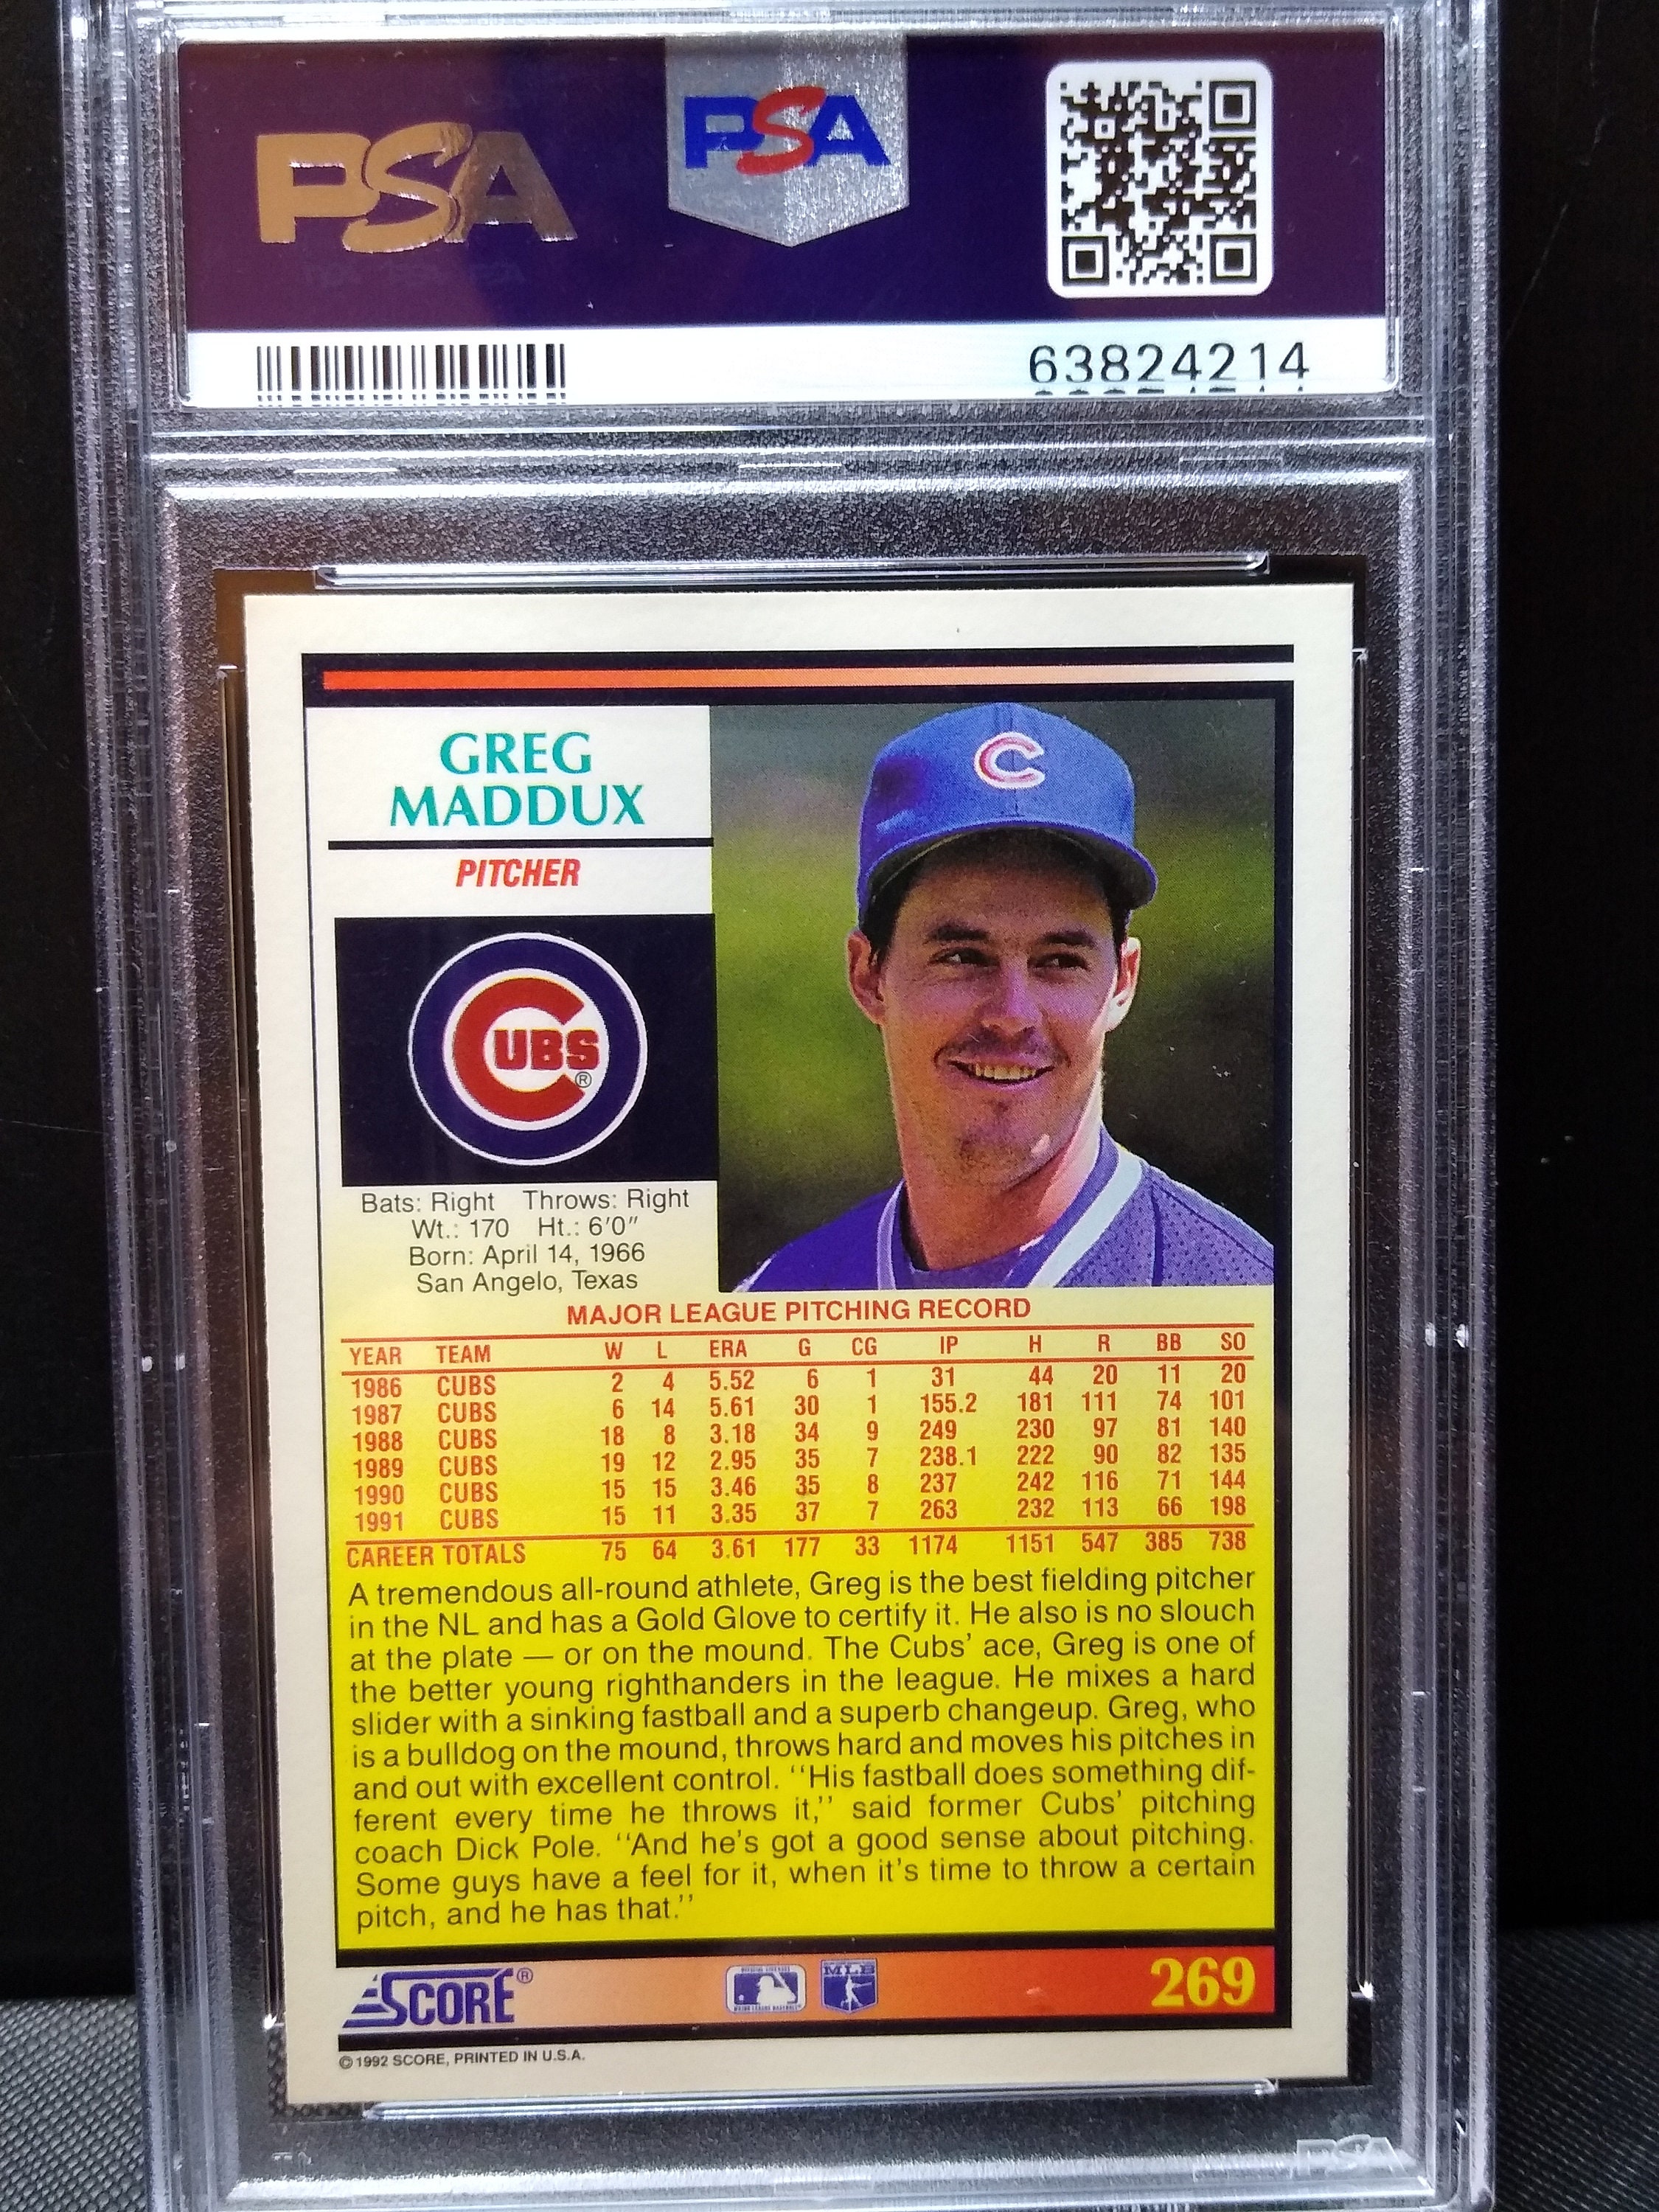 PSA
PSA
63824214
GREG
MADDUX
PITCHER
C
CUBS®
Bats: Right Throws: Right
Wt.: 170 Ht.: 6'0"
Born: April 14, 1966
San Angelo, Texas
MAJOR LEAGUE PITCHING RECORD
YEAR TEAM W L ERA G CG IP H R BB SO
1986 CUBS 2 4 5.52 6 1 31 44 20 11 20
1987 CUBS 6 14 5.61 30 1 155.2 181 111 74 101
1988 CUBS 18 8 3.18 34 9 249 230 97 81 140
1989 CUBS 19 12 2.95 35 7 238.1 222 90 82 135
1990 CUBS 15 15 3.46 35 8 237 242 116 71 144
1991 CUBS 15 11 3.35 37 7 263 232 113 66 198
CAREER TOTALS 75 64 3.61 177 33 1174 1151 547 385 738
A tremendous all-round athlete, Greg is the best fielding pitcher
in the NL and has a Gold Glove to certify it. He also is no slouch
at the plate — or on the mound. The Cubs' ace, Greg is one of
the better young righthanders in the league. He mixes a hard
slider with a sinking fastball and a superb changeup. Greg, who
is a bulldog on the mound, throws hard and moves his pitches in
and out with excellent control. ''His fastball does something dif-
ferent every time he throws it,'' said former Cubs' pitching
coach Dick Pole. ''And he's got a good sense about pitching.
Some guys have a feel for it, when it's time to throw a certain
pitch, and he has that.''
SCORE®
MLB
269
©1992 SCORE, PRINTED IN U.S.A.
PSA